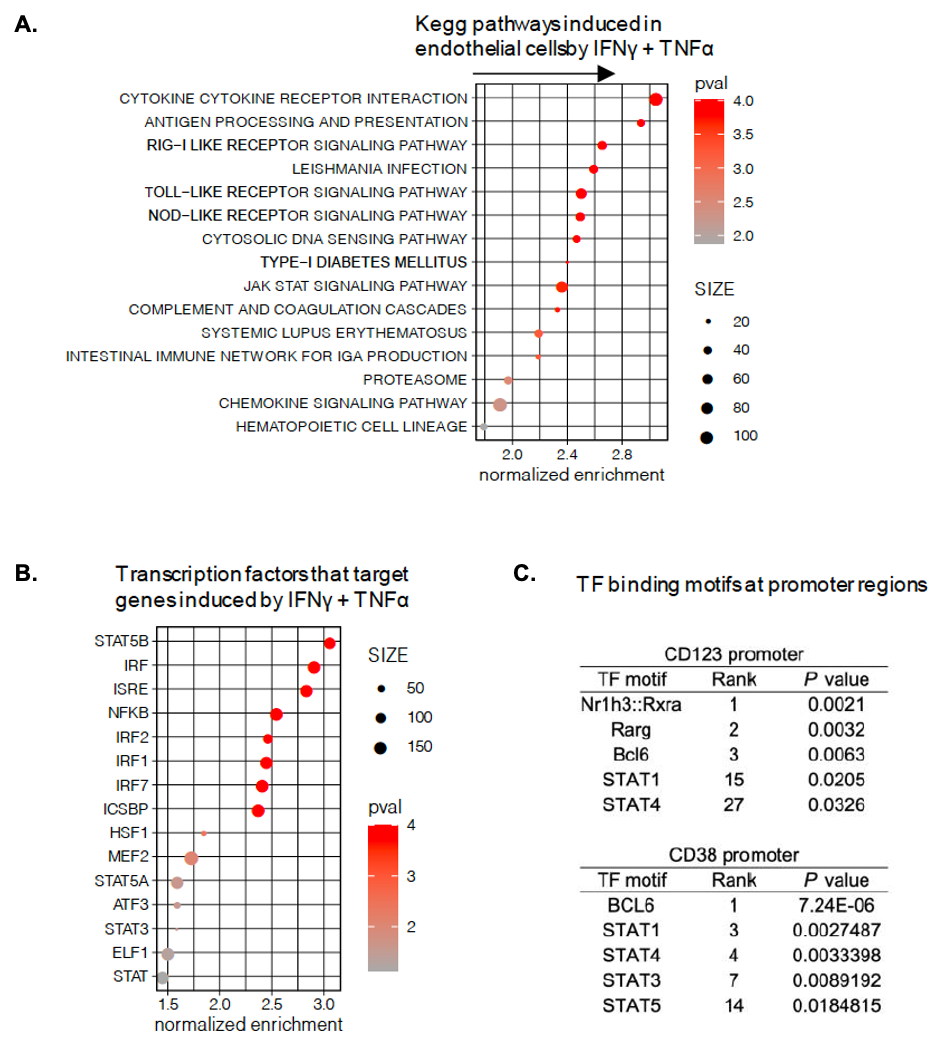 A.
Kegg pathways induced in
endothelial cells by IFNγ + TNFα
CYTOKINE CYTOKINE RECEPTOR INTERACTION
ANTIGEN PROCESSING AND PRESENTATION
RIG-I LIKE RECEPTOR SIGNALING PATHWAY
LEISHMANIA INFECTION
TOLL-LIKE RECEPTOR SIGNALING PATHWAY
NOD-LIKE RECEPTOR SIGNALING PATHWAY
CYTOSOLIC DNA SENSING PATHWAY
TYPE-I DIABETES MELLITUS
JAK STAT SIGNALING PATHWAY
COMPLEMENT AND COAGULATION CASCADES
SYSTEMIC LUPUS ERYTHEMATOSUS
INTESTINAL IMMUNE NETWORK FOR IGA PRODUCTION
PROTEASOME
CHEMOKINE SIGNALING PATHWAY
HEMATOPOIETIC CELL LINEAGE
2.0 2.4 2.8
normalized enrichment
pval
4.0
3.5
3.0
2.5
2.0
SIZE
20
40
60
80
100
B.
Transcription factors that target
genes induced by IFNγ + TNFα
STAT5B
IRF
ISRE
NFKB
IRF2
IRF1
IRF7
ICSBP
HSF1
MEF2
STAT5A
ATF3
STAT3
ELF1
STAT
1.5 2.0 2.5 3.0
normalized enrichment
SIZE
50
100
150
pval
4
3
2
C.
TF binding motifs at promoter regions
CD123 promoter
TF motif Rank P value
Nr1h3::Rxra 1 0.0021
Rarg 2 0.0032
Bcl6 3 0.0063
STAT1 15 0.0205
STAT4 27 0.0326
CD38 promoter
TF motif Rank P value
BCL6 1 7.24E-06
STAT1 3 0.0027487
STAT4 4 0.0033398
STAT3 7 0.0089192
STAT5 14 0.0184815